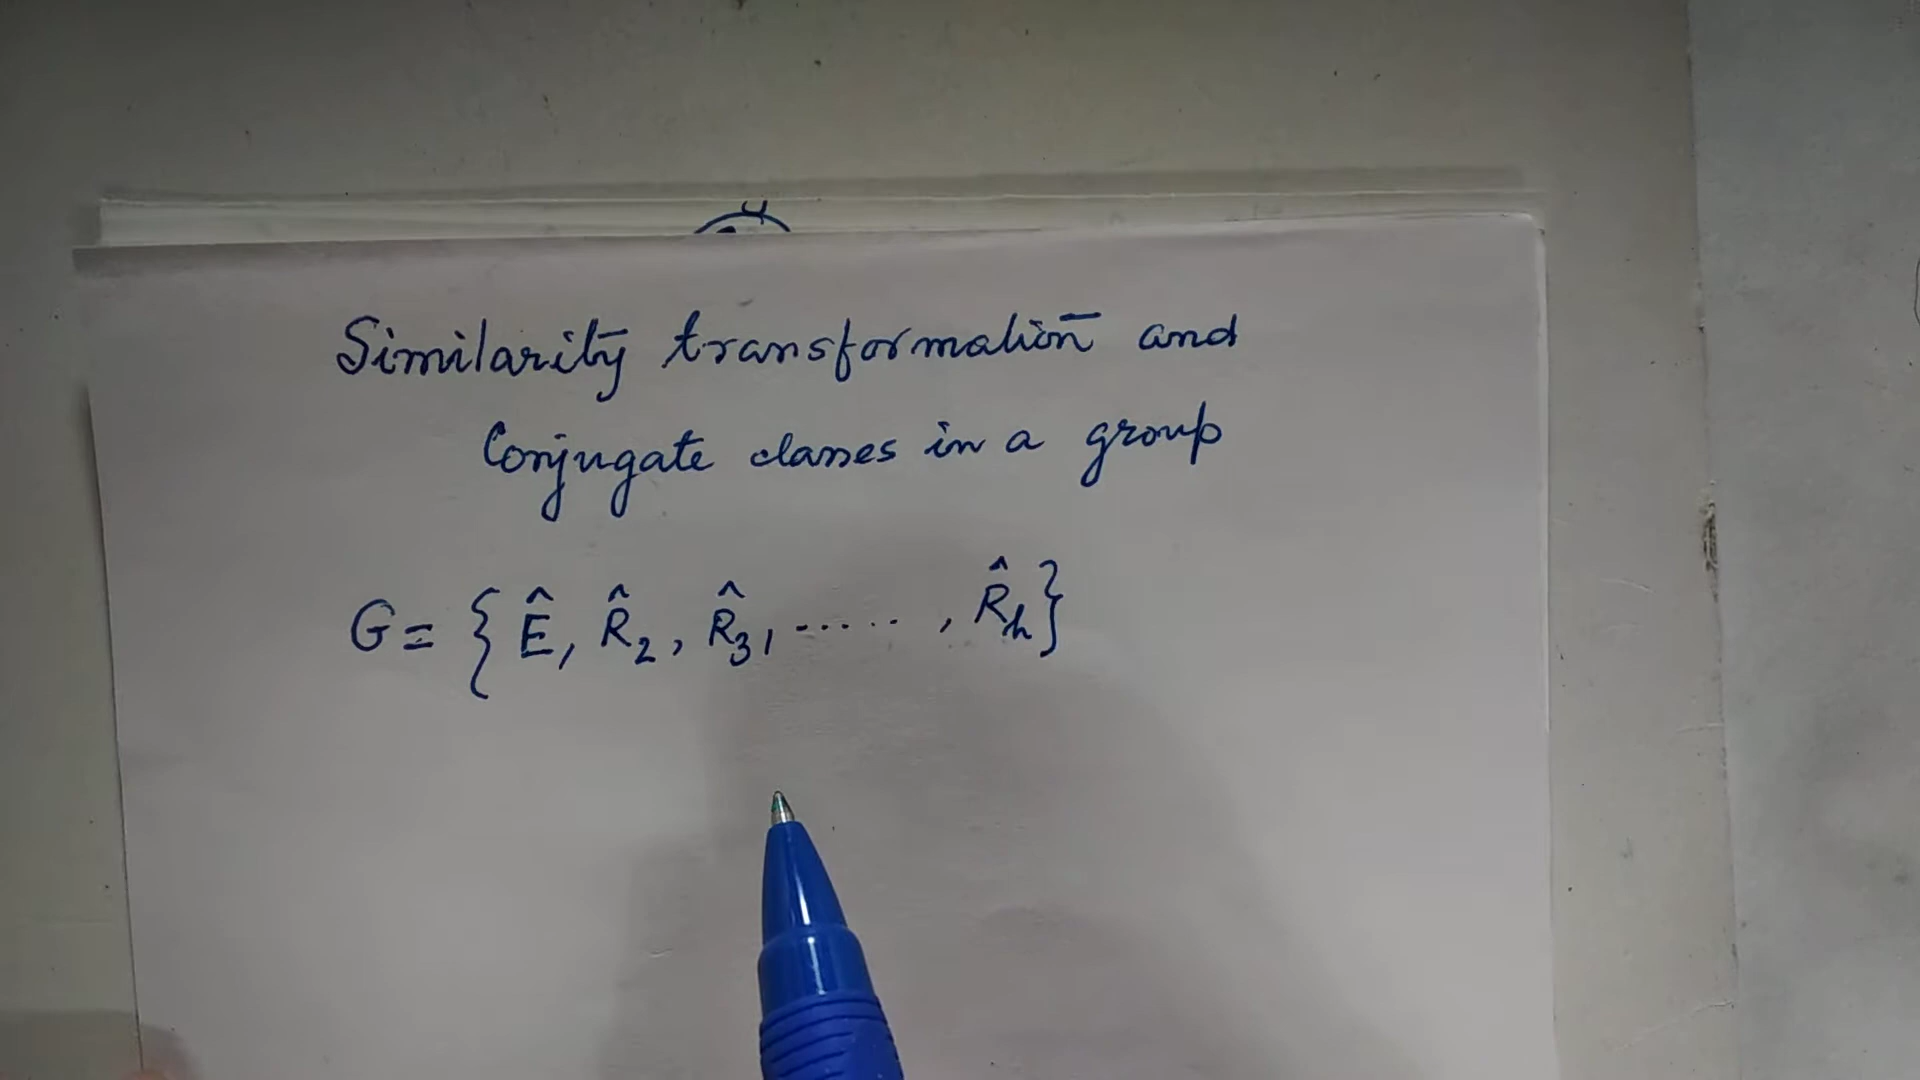 Similarity transformation and
Conjugate classes in a group
G = { Ê, R̂₂, R̂₃, ..... , R̂ₕ }